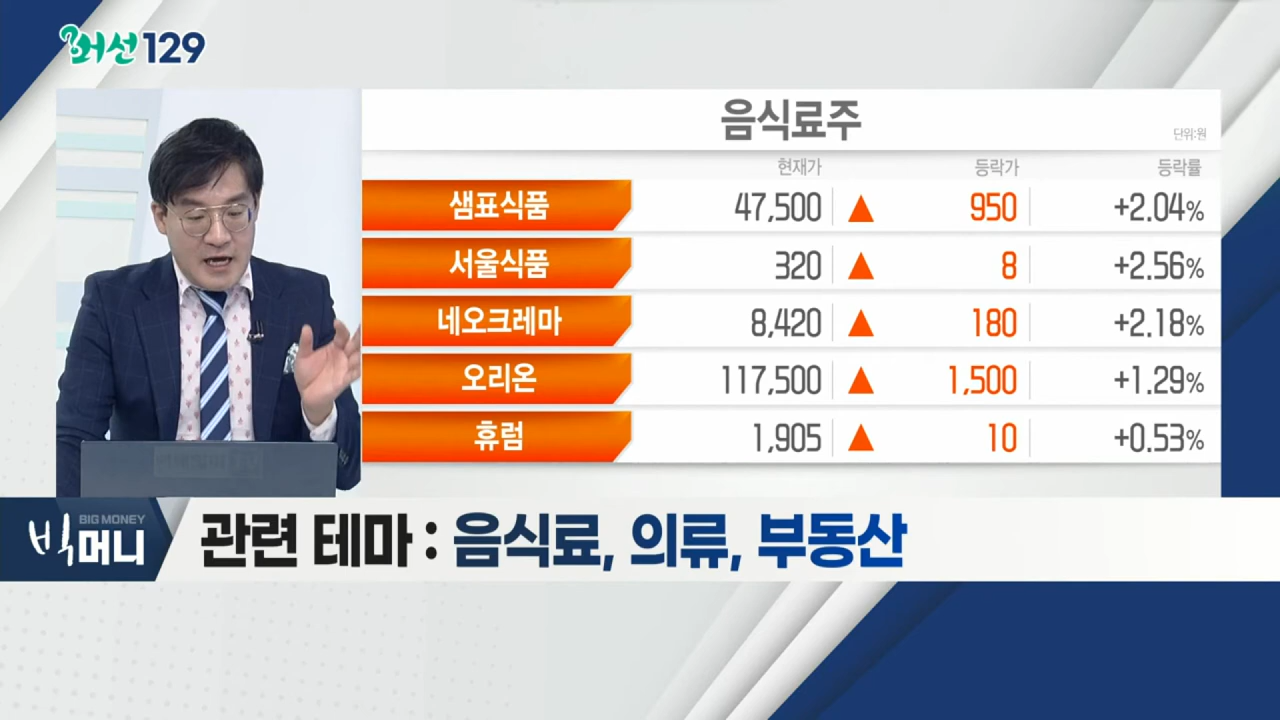 머선129
음식료주
단위:원
현재가 등락가 등락률
샘표식품 47,500 ▲ 950 +2.04%
서울식품 320 ▲ 8 +2.56%
네오크레마 8,420 ▲ 180 +2.18%
오리온 117,500 ▲ 1,500 +1.29%
휴럼 1,905 ▲ 10 +0.53%
BIG MONEY
빅머니
관련 테마 : 음식료, 의류, 부동산